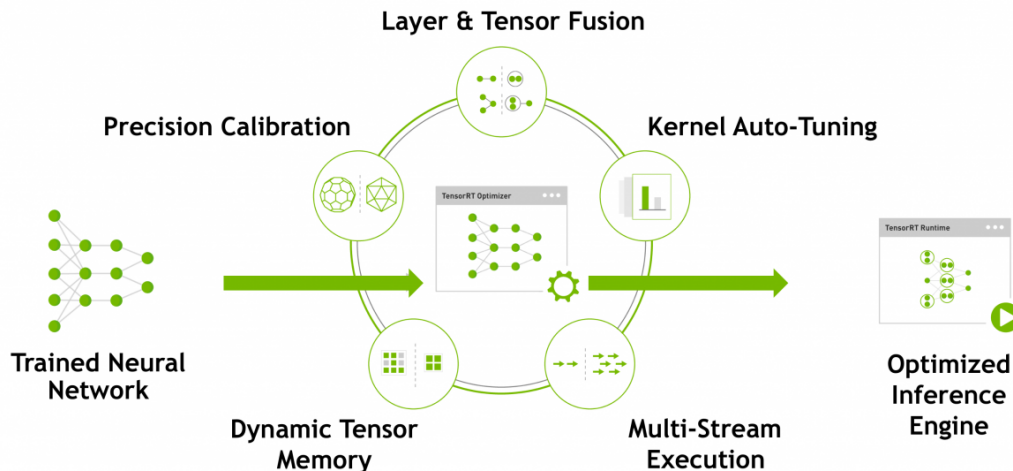 Layer & Tensor Fusion
Precision Calibration
Kernel Auto-Tuning
TensorRT Optimizer
TensorRT Runtime
Trained Neural
Network
Optimized
Inference
Engine
Dynamic Tensor
Memory
Multi-Stream
Execution